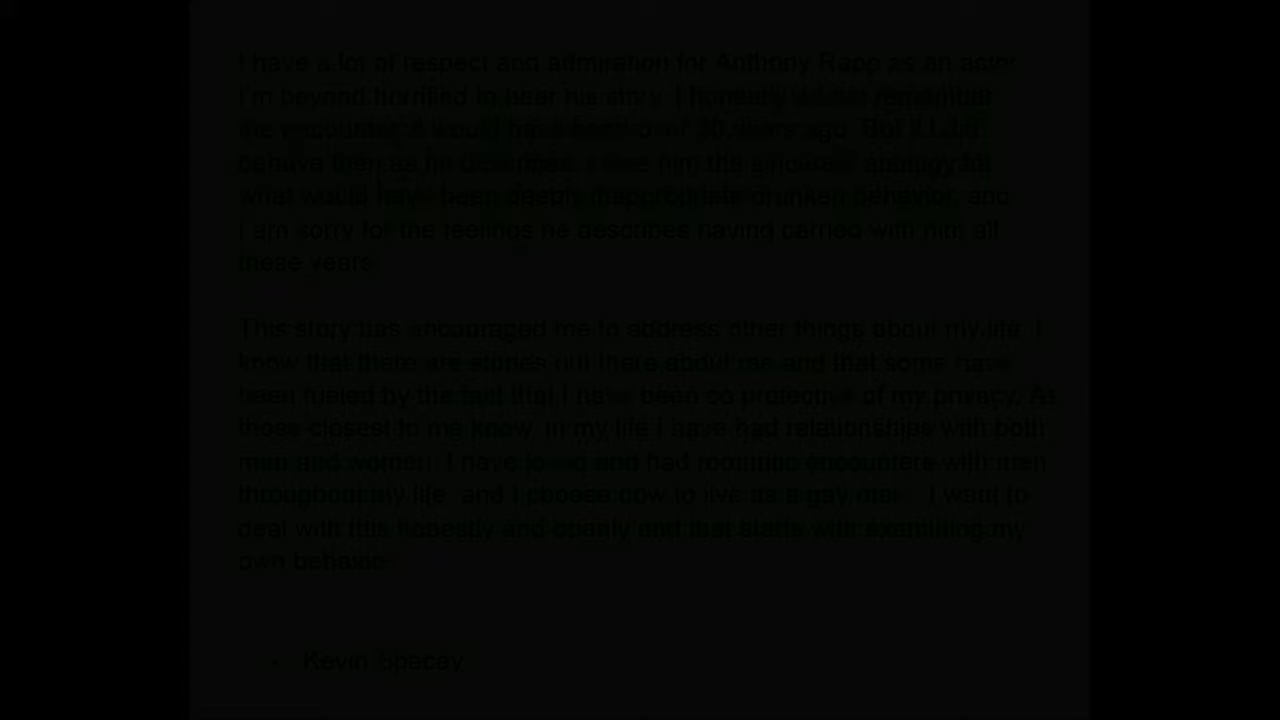 I have a lot of respect and admiration for Anthony Rapp as an actor.
I'm beyond horrified to hear his story. I honestly do not remember
the encounter, it would have been over 30 years ago. But if I did
behave then as he describes, I owe him the sincerest apology for
what would have been deeply inappropriate drunken behavior, and
I am sorry for the feelings he describes having carried with him all
these years.
This story has encouraged me to address other things about my life. I
know that there are stories out there about me and that some have
been fueled by the fact that I have been so protective of my privacy. As
those closest to me know, in my life I have had relationships with both
men and women. I have loved and had romantic encounters with men
throughout my life, and I choose now to live as a gay man. I want to
deal with this honestly and openly and that starts with examining my
own behavior.
- Kevin Spacey